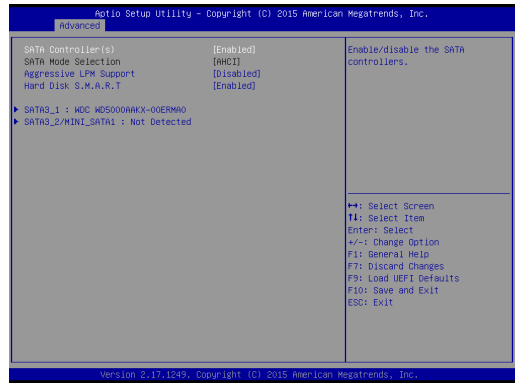 Aptio Setup Utility – Copyright (C) 2015 American Megatrends, Inc.
Advanced
SATA Controller(s) [Enabled]
SATA Mode Selection [AHCI]
Aggressive LPM Support [Disabled]
Hard Disk S.M.A.R.T [Enabled]
SATA3_1 : WDC WD5000AAKX-00ERMA0
SATA3_2/MINI_SATA1 : Not Detected
Enable/disable the SATA
controllers.
↔: Select Screen
↑↓: Select Item
Enter: Select
+/-: Change Option
F1: General Help
F7: Discard Changes
F9: Load UEFI Defaults
F10: Save and Exit
ESC: Exit
Version 2.17.1249. Copyright (C) 2015 American Megatrends, Inc.